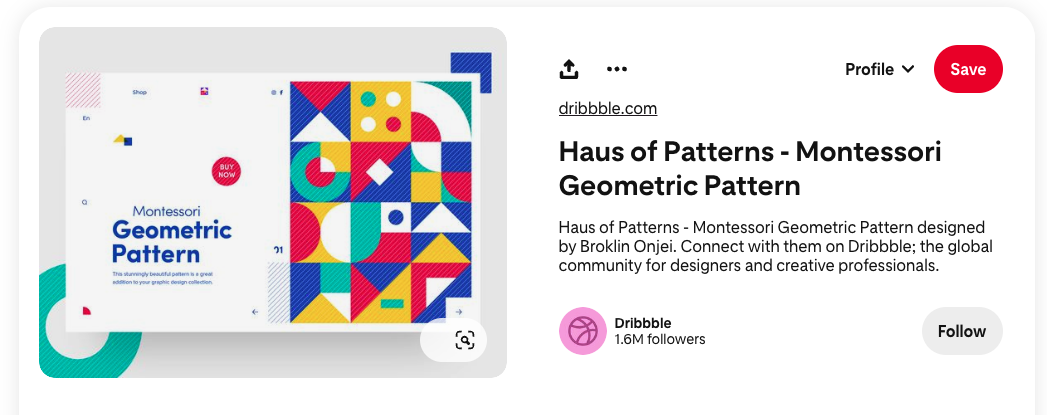 Shop
En
BUY
NOW
Montessori
Geometric
Pattern
This stunningly beautiful pattern is a great
addition to your graphic design collection.
01
Profile
Save
dribbble.com
Haus of Patterns - Montessori
Geometric Pattern
Haus of Patterns - Montessori Geometric Pattern designed
by Broklin Onjei. Connect with them on Dribbble; the global
community for designers and creative professionals.
Dribbble
1.6M followers
Follow